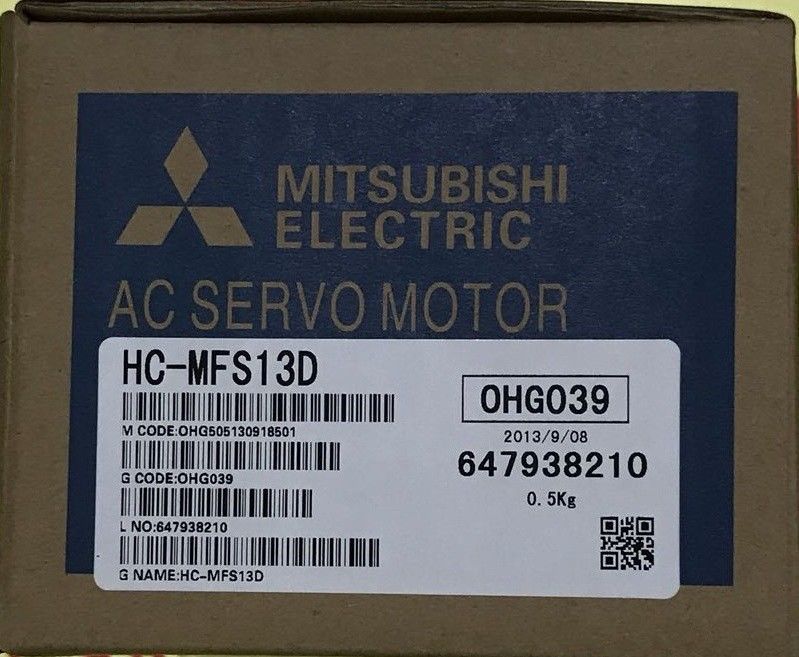 MITSUBISHI
ELECTRIC
AC SERVO MOTOR
HC-MFS13D
M CODE:OHG505130918501
G CODE:OHG039
L NO:647938210
G NAME:HC-MFS13D
OHG039
2013/9/08
647938210
0.5Kg